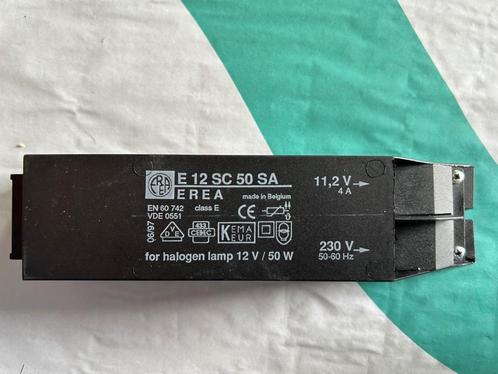 E 12 SC 50 SA
EREA
made in Belgium
EN 60 742 class E
VDE 0551
06/97
VDE
433
CEBEC
KEMA
KEUR
for halogen lamp 12 V / 50 W
11,2 V
4 A
230 V
50-60 Hz